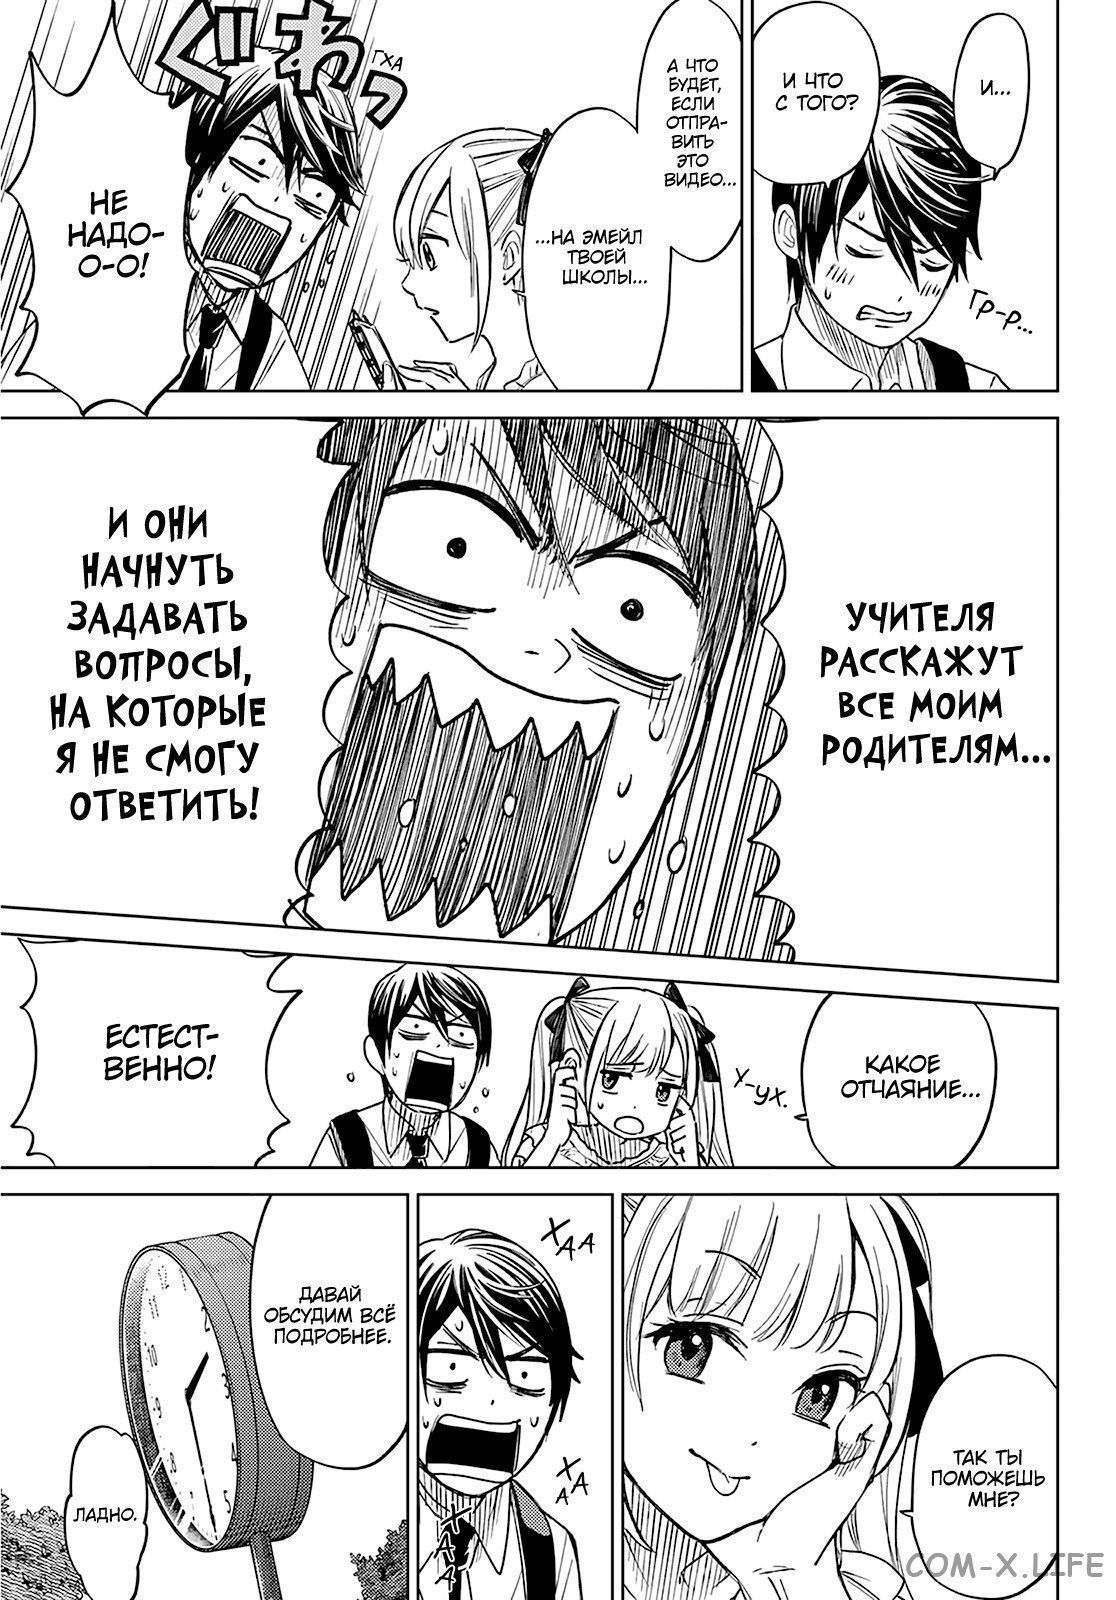 И...
И ЧТО
С ТОГО?
ГР-Р...
А ЧТО
БУДЕТ,
ЕСЛИ
ОТПРА-
ВИТЬ
ЭТО
ВИДЕО...
...НА ЭМЕЙЛ
ТВОЕЙ
ШКОЛЫ...
ぐわっ
ГХА
НЕ
НАДО-
О-О!
УЧИТЕЛЯ
РАССКАЖУТ
ВСЕ МОИМ
РОДИТЕЛЯМ...
И ОНИ
НАЧНУТЬ
ЗАДАВАТЬ
ВОПРОСЫ,
НА КОТОРЫЕ
Я НЕ СМОГУ
ОТВЕТИТЬ!
КАКОЕ
ОТЧАЯНИЕ...
У-УХ.
ЕСТЕСТ-
ВЕННО!
ТАК ТЫ
ПОМОЖЕШЬ
МНЕ?
ХАА
ХАА
ХАА
ДАВАЙ
ОБСУДИМ ВСЁ
ПОДРОБНЕЕ.
ЛАДНО.
COM-X.LIFE